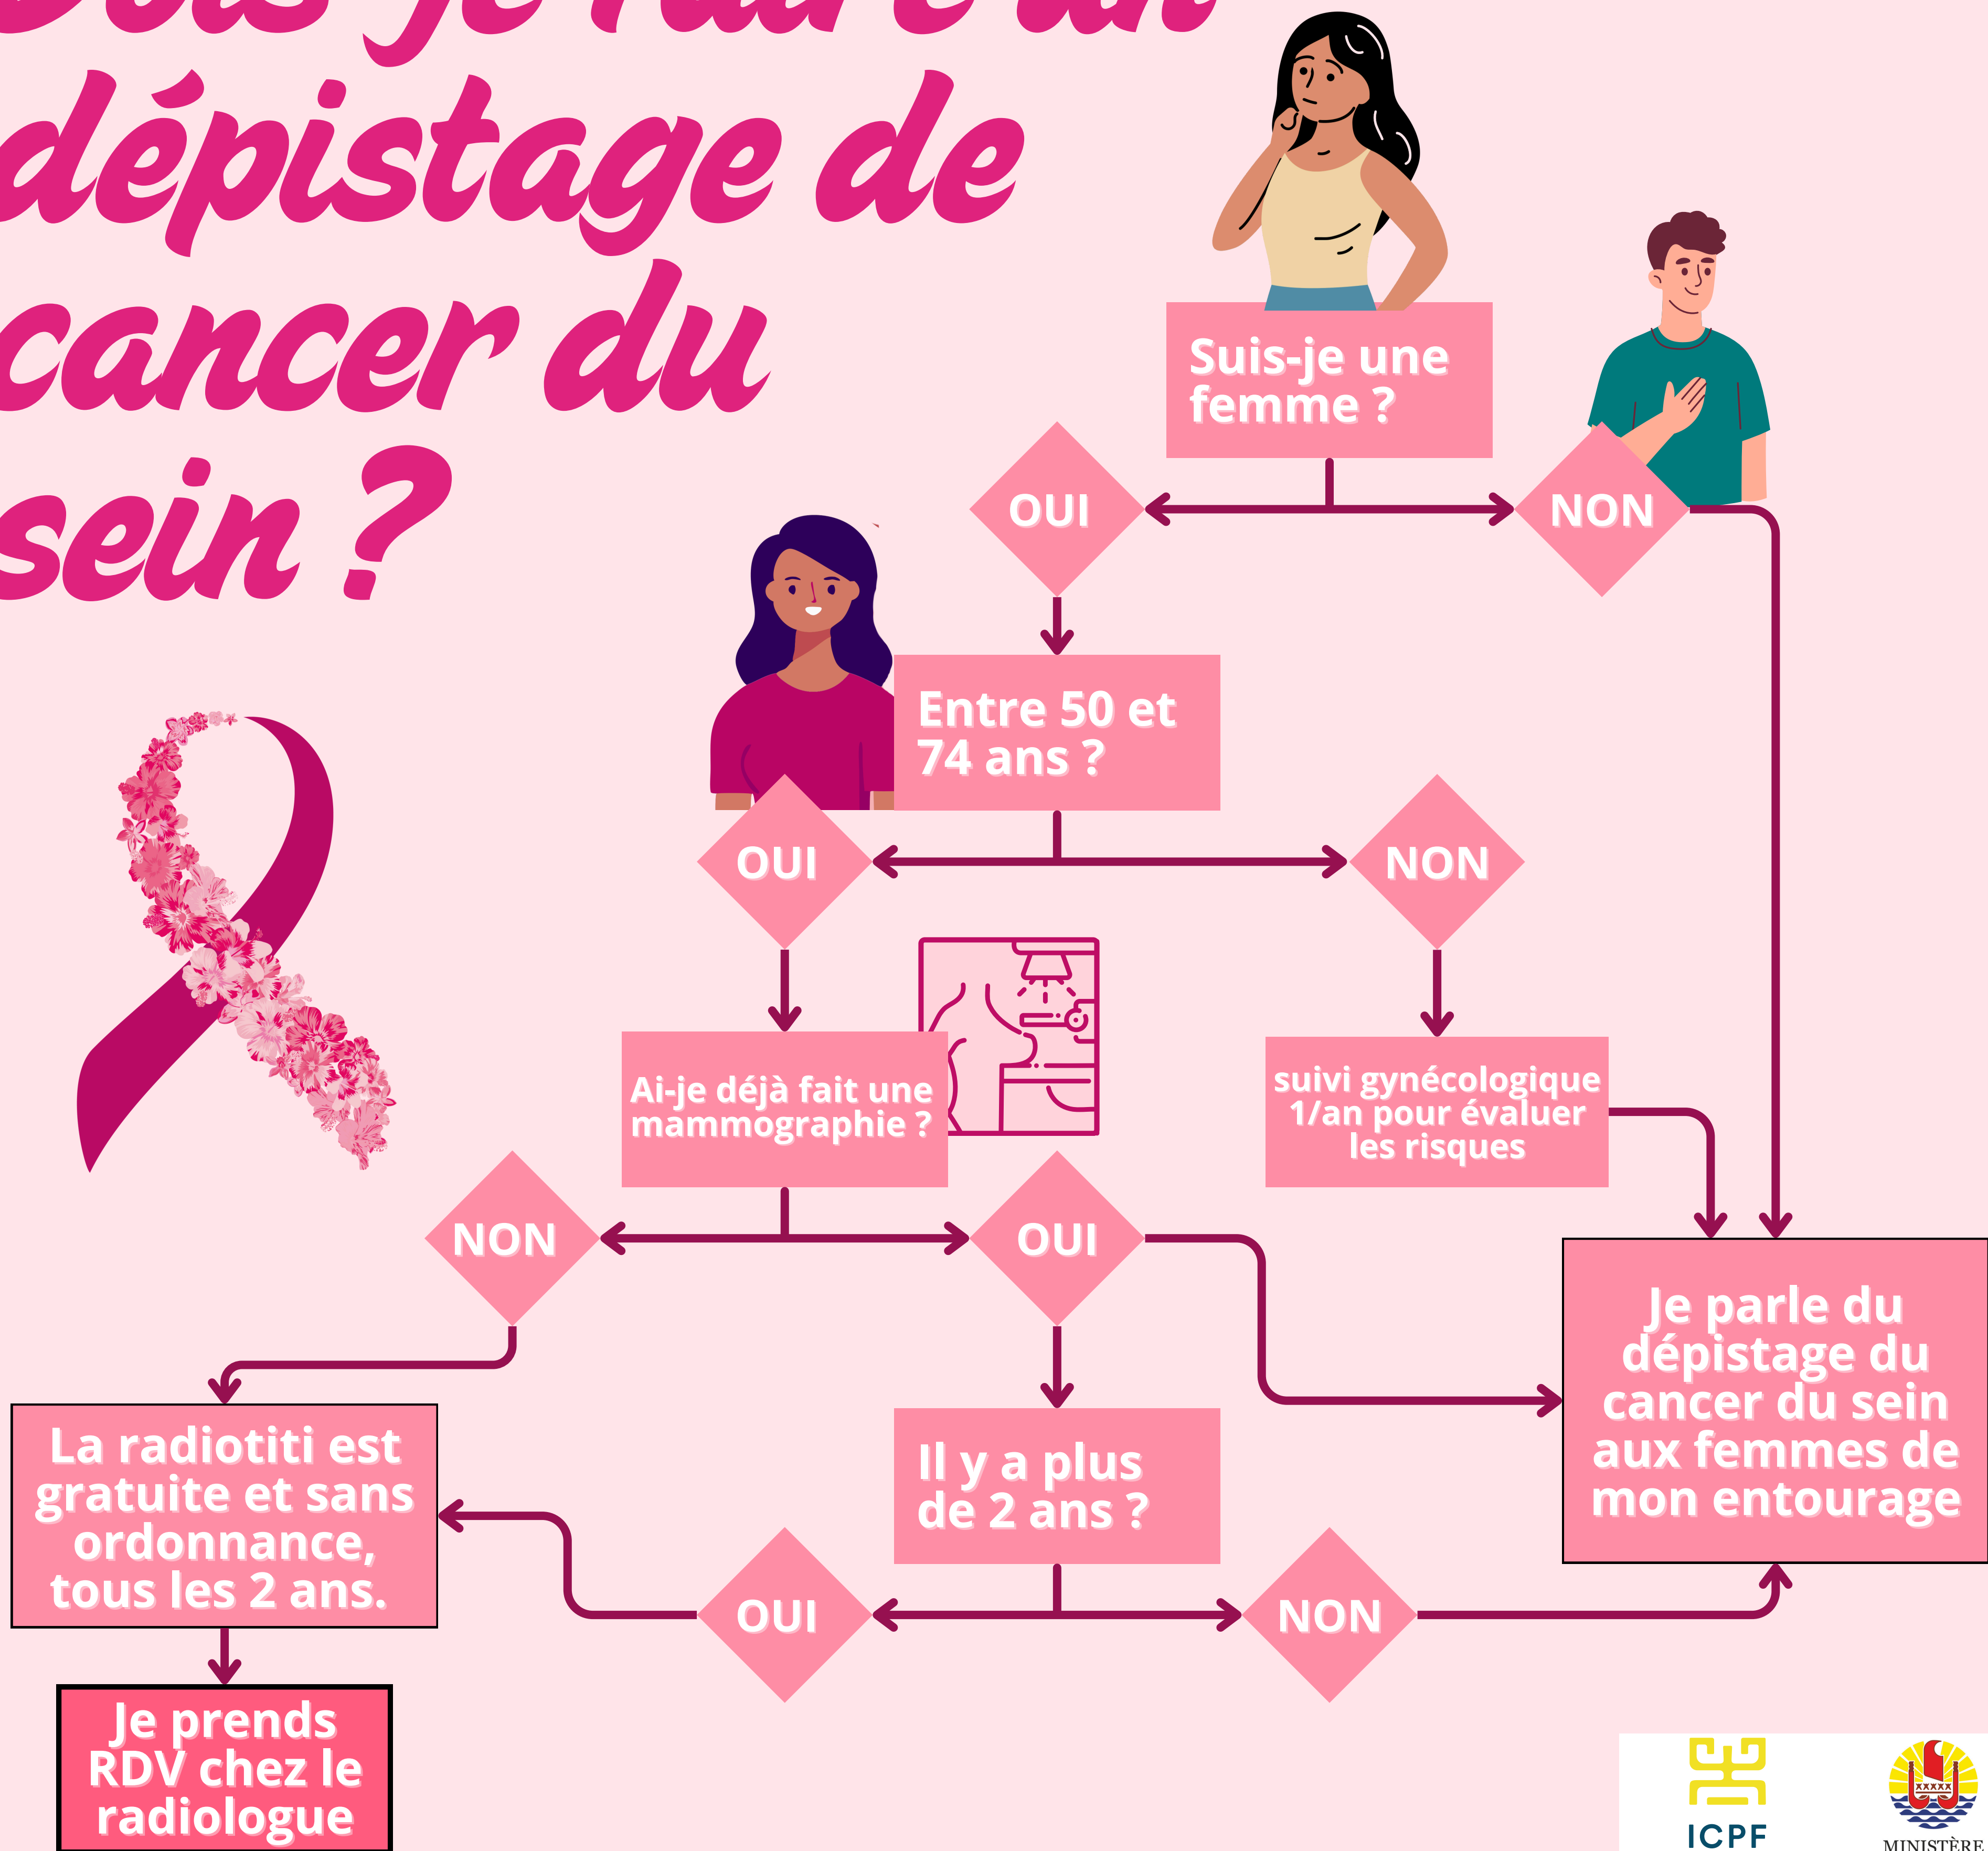 dépistage de
cancer du
sein ?
Suis-je une
femme ?
OUI
NON
Entre 50 et
74 ans ?
OUI
NON
Ai-je déjà fait une
mammographie ?
suivi gynécologique
1/an pour évaluer
les risques
NON
OUI
Je parle du
dépistage du
cancer du sein
aux femmes de
mon entourage
La radiotiti est
gratuite et sans
ordonnance,
tous les 2 ans.
Il y a plus
de 2 ans ?
OUI
NON
Je prends
RDV chez le
radiologue
ICPF
MINISTÈRE